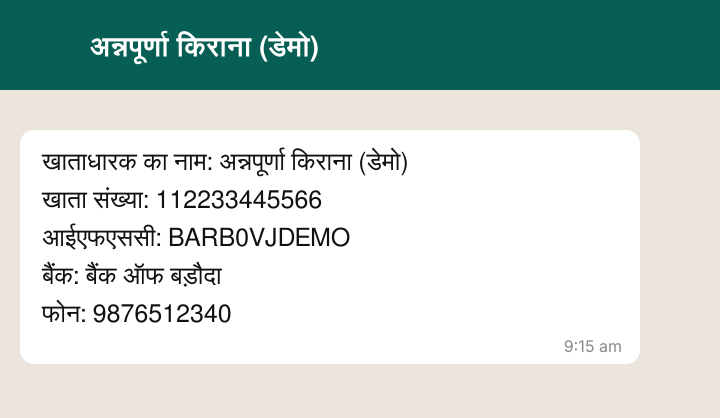 अन्नपूर्णा किराना (डेमो)
खाताधारक का नाम: अन्नपूर्णा किराना (डेमो)
खाता संख्या: 112233445566
आईएफएससी: BARB0VJDEMO
बैंक: बैंक ऑफ बड़ौदा
फोन: 9876512340
9:15 am